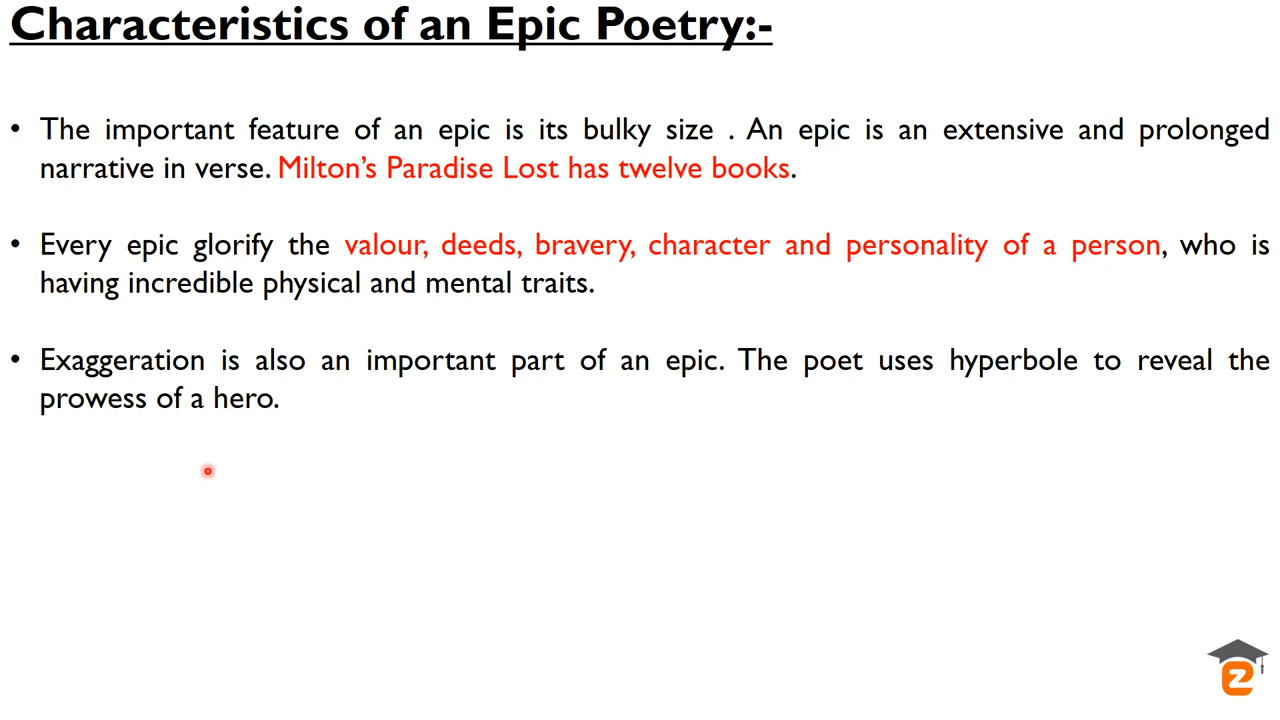 Characteristics of an Epic Poetry:-
• The important feature of an epic is its bulky size . An epic is an extensive and prolonged
narrative in verse. Milton’s Paradise Lost has twelve books.
• Every epic glorify the valour, deeds, bravery, character and personality of a person, who is
having incredible physical and mental traits.
• Exaggeration is also an important part of an epic. The poet uses hyperbole to reveal the
prowess of a hero.